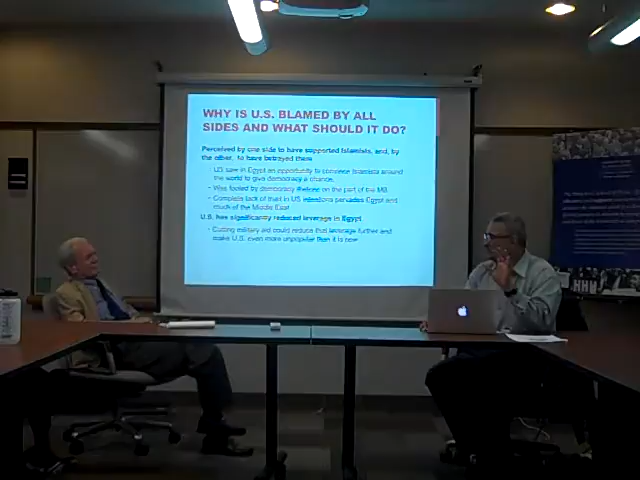 WHY IS U.S. BLAMED BY ALL
SIDES AND WHAT SHOULD IT DO?
Perceived by one side to have supported Islamists, and, by
the other, to have betrayed them
US saw in Egypt an opportunity to convince Islamists around
the world to give democracy a chance.
Was fooled by democracy rhetoric on the part of the MB.
Complete lack of trust in US intentions pervades Egypt and
much of the Middle East
U.S. has significantly reduced leverage in Egypt
Cutting military aid could reduce that leverage further and
make U.S. even more unpopular than it is now